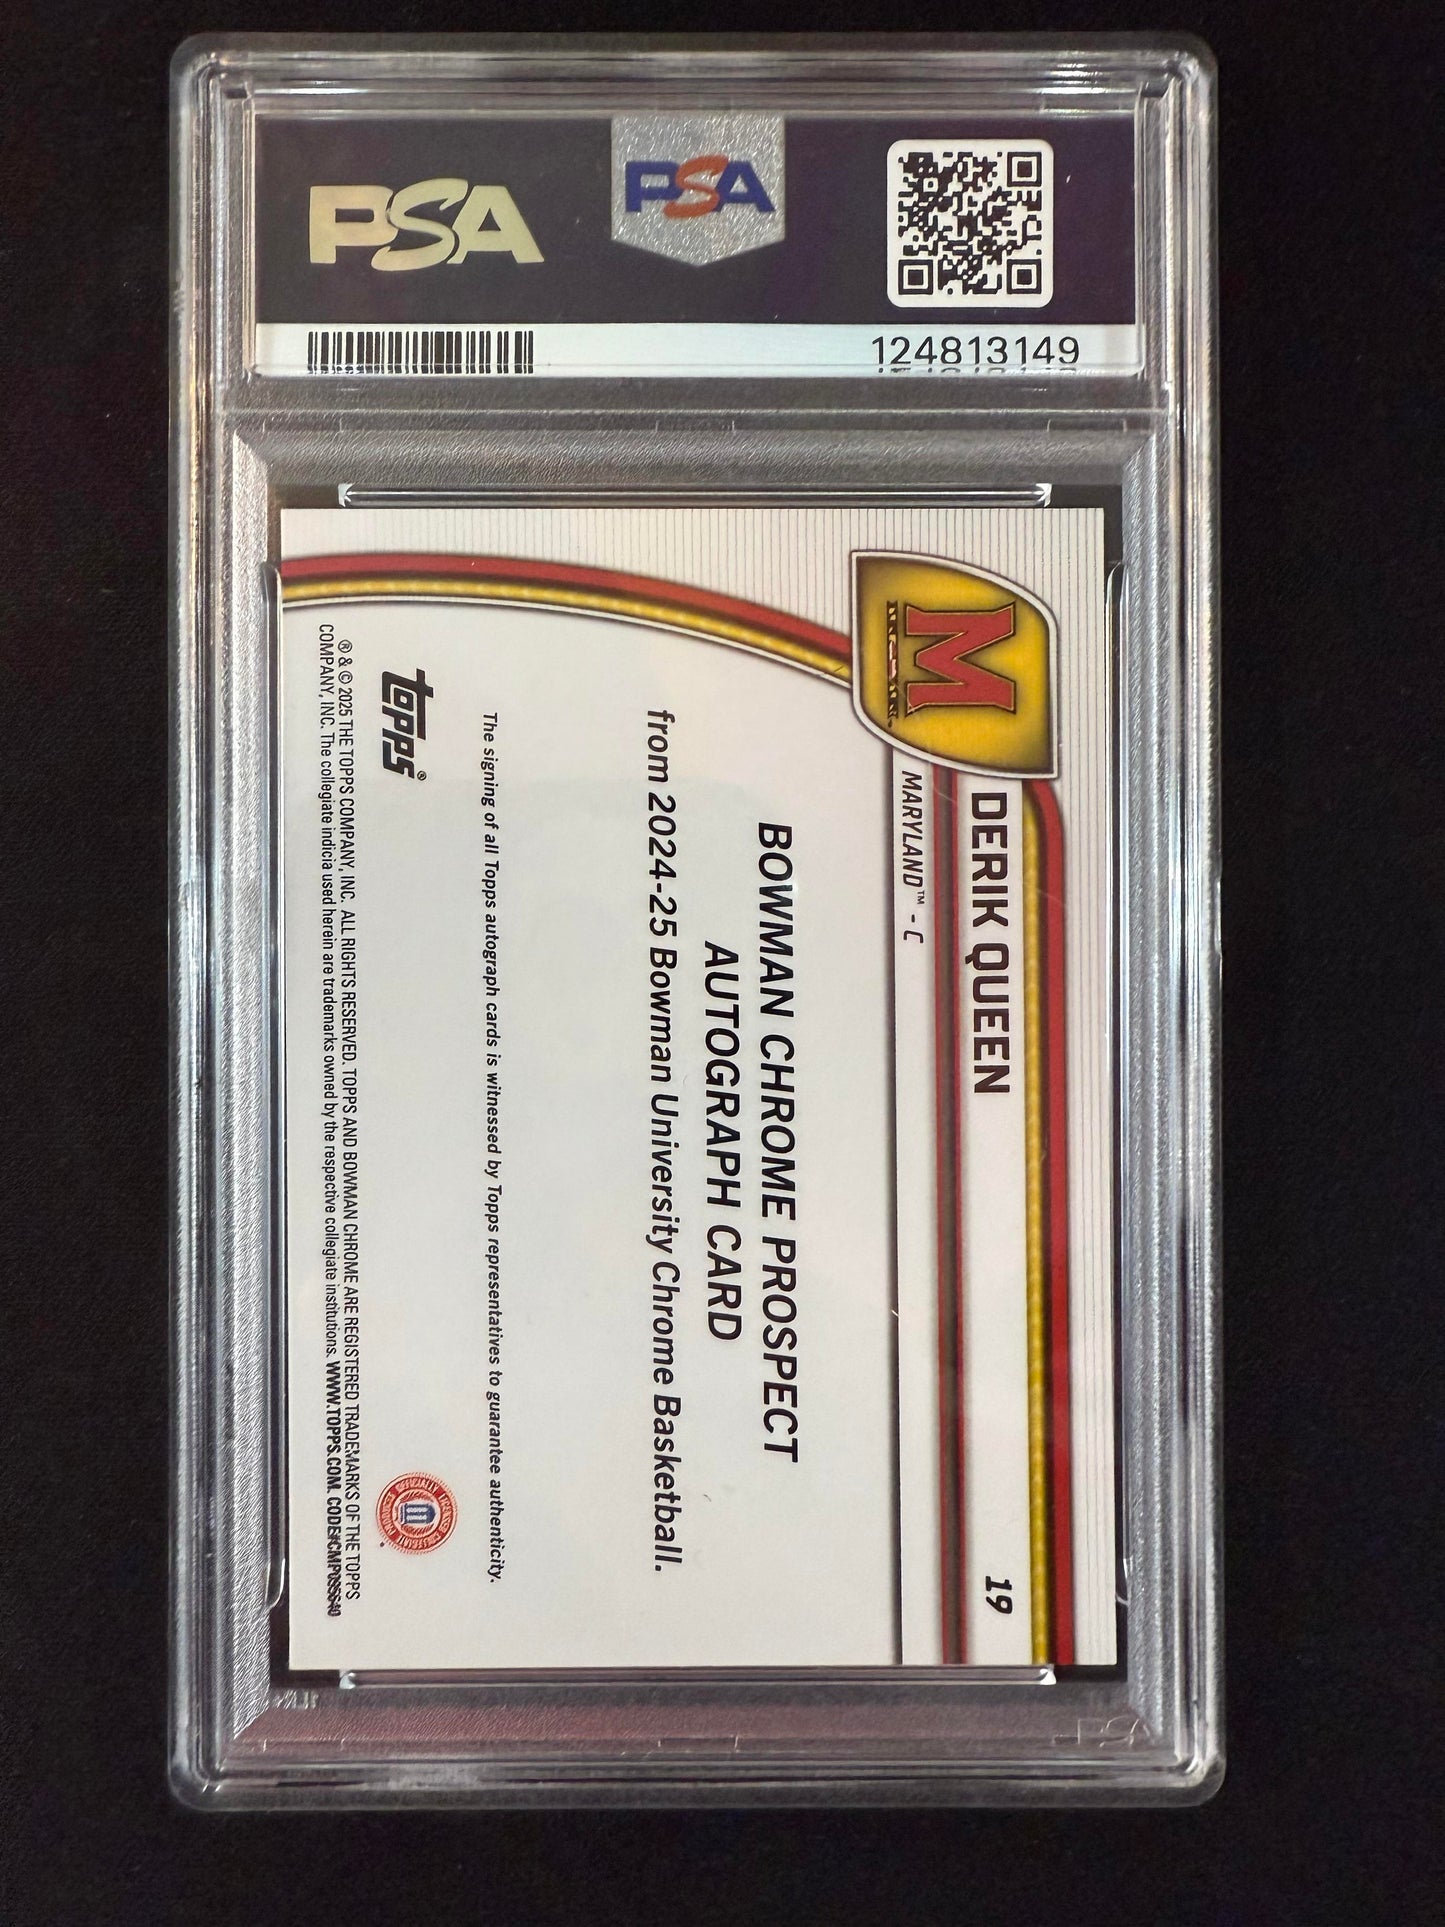 PSA
PSA
124813149
M
DERIK QUEEN
19
MARYLAND™ - C
BOWMAN CHROME PROSPECT
AUTOGRAPH CARD
from 2024-25 Bowman University Chrome Basketball.
The signing of all Topps autograph cards is witnessed by Topps representatives to guarantee authenticity.
topps®
® & © 2025 THE TOPPS COMPANY, INC. ALL RIGHTS RESERVED. TOPPS AND BOWMAN CHROME ARE REGISTERED TRADEMARKS OF THE TOPPS
COMPANY, INC. The collegiate indicia used herein are trademarks owned by the respective collegiate institutions. WWW.TOPPS.COM. CODE#CMP095640
PSA